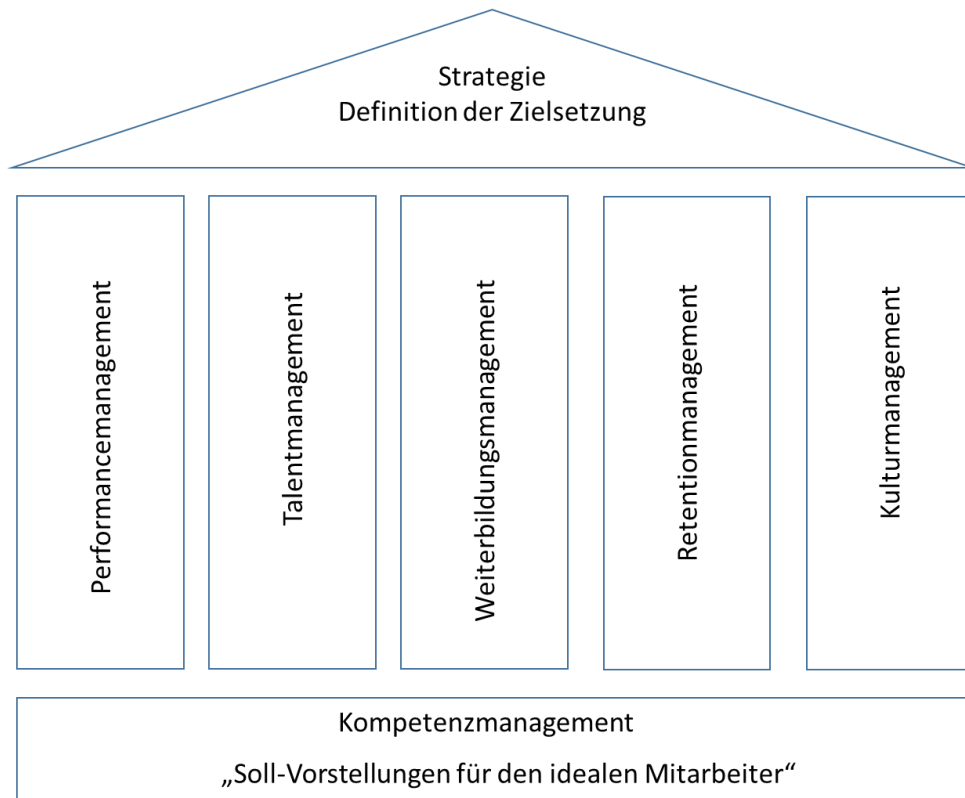 Strategie
Definition der Zielsetzung
Performancemanagement
Talentmanagement
Weiterbildungsmanagement
Retentionmanagement
Kulturmanagement
Kompetenzmanagement
„Soll-Vorstellungen für den idealen Mitarbeiter“